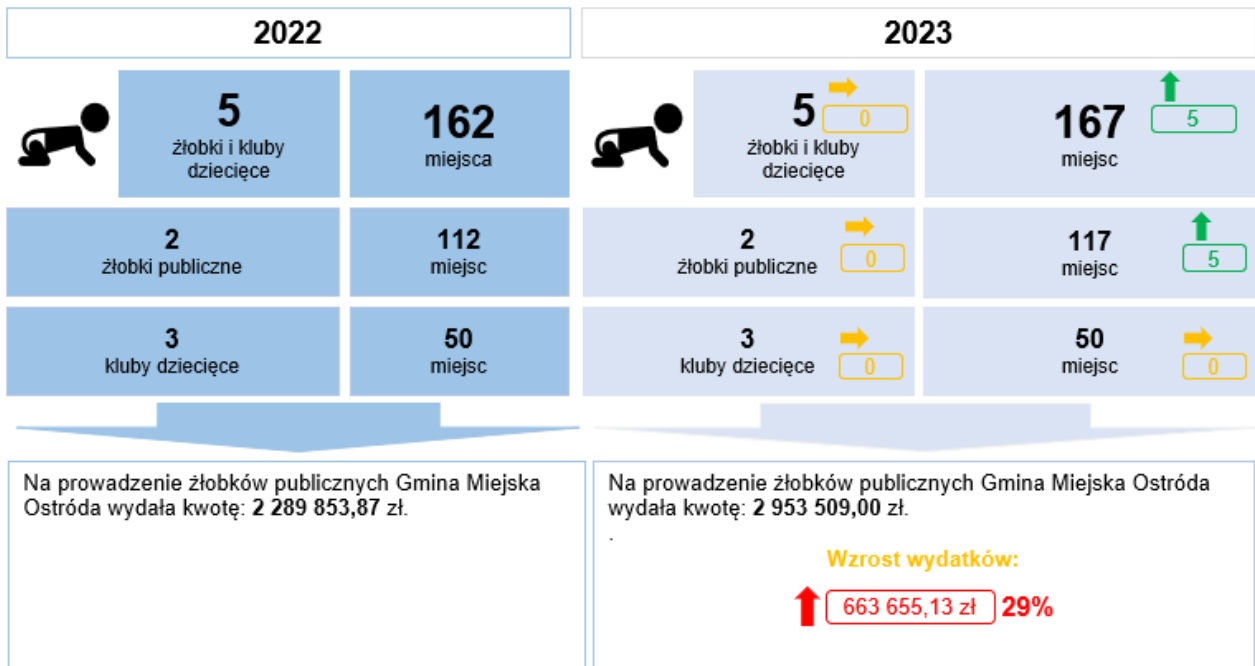 2022
5
żłobki i kluby
dziecięce
162
miejsca
2
żłobki publiczne
112
miejsc
3
kluby dziecięce
50
miejsc
Na prowadzenie żłobków publicznych Gmina Miejska
Ostróda wydała kwotę: 2 289 853,87 zł.
2023
5
0
żłobki i kluby
dziecięce
167
5
miejsc
2
żłobki publiczne
0
117
miejsc
5
3
kluby dziecięce
0
50
miejsc
0
Na prowadzenie żłobków publicznych Gmina Miejska Ostróda
wydała kwotę: 2 953 509,00 zł.
.
Wzrost wydatków:
663 655,13 zł 29%